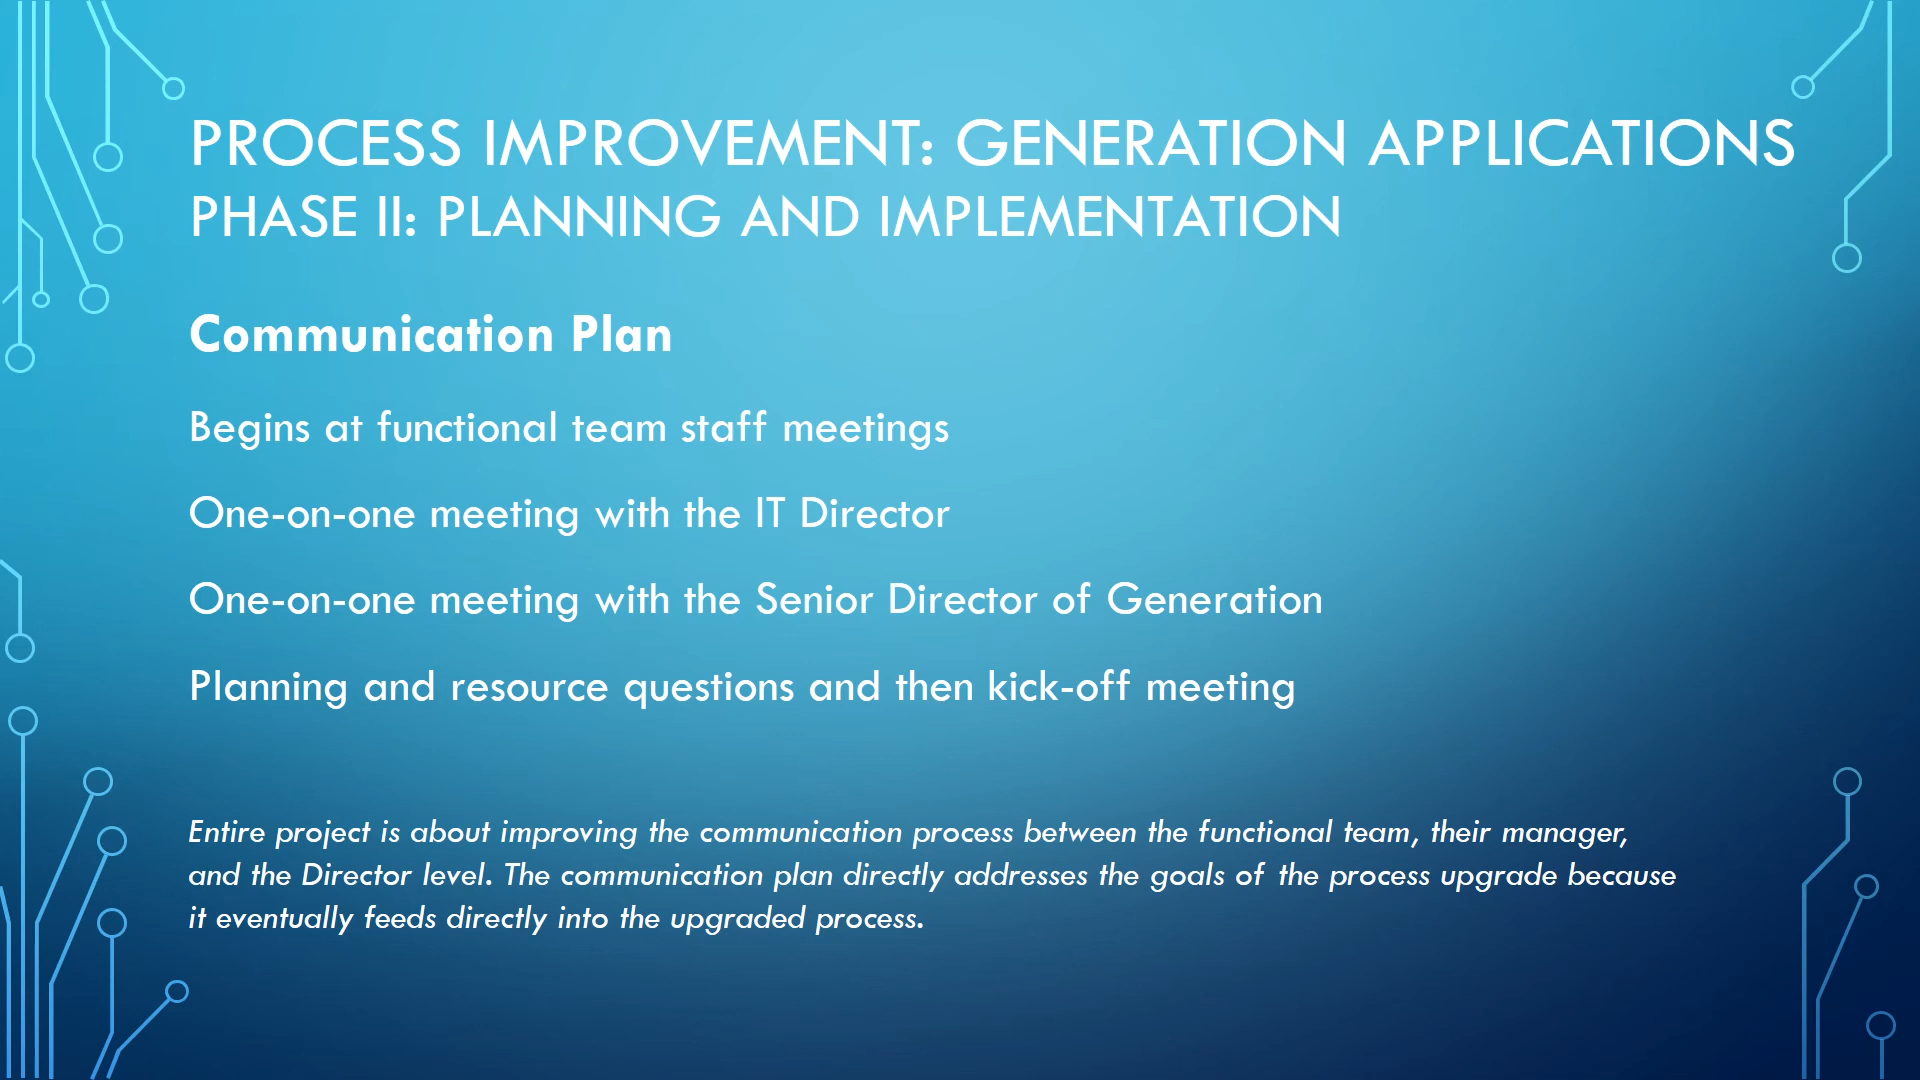 PROCESS IMPROVEMENT: GENERATION APPLICATIONS
PHASE II: PLANNING AND IMPLEMENTATION
Communication Plan
Begins at functional team staff meetings
One-on-one meeting with the IT Director
One-on-one meeting with the Senior Director of Generation
Planning and resource questions and then kick-off meeting
Entire project is about improving the communication process between the functional team, their manager,
and the Director level. The communication plan directly addresses the goals of the process upgrade because
it eventually feeds directly into the upgraded process.